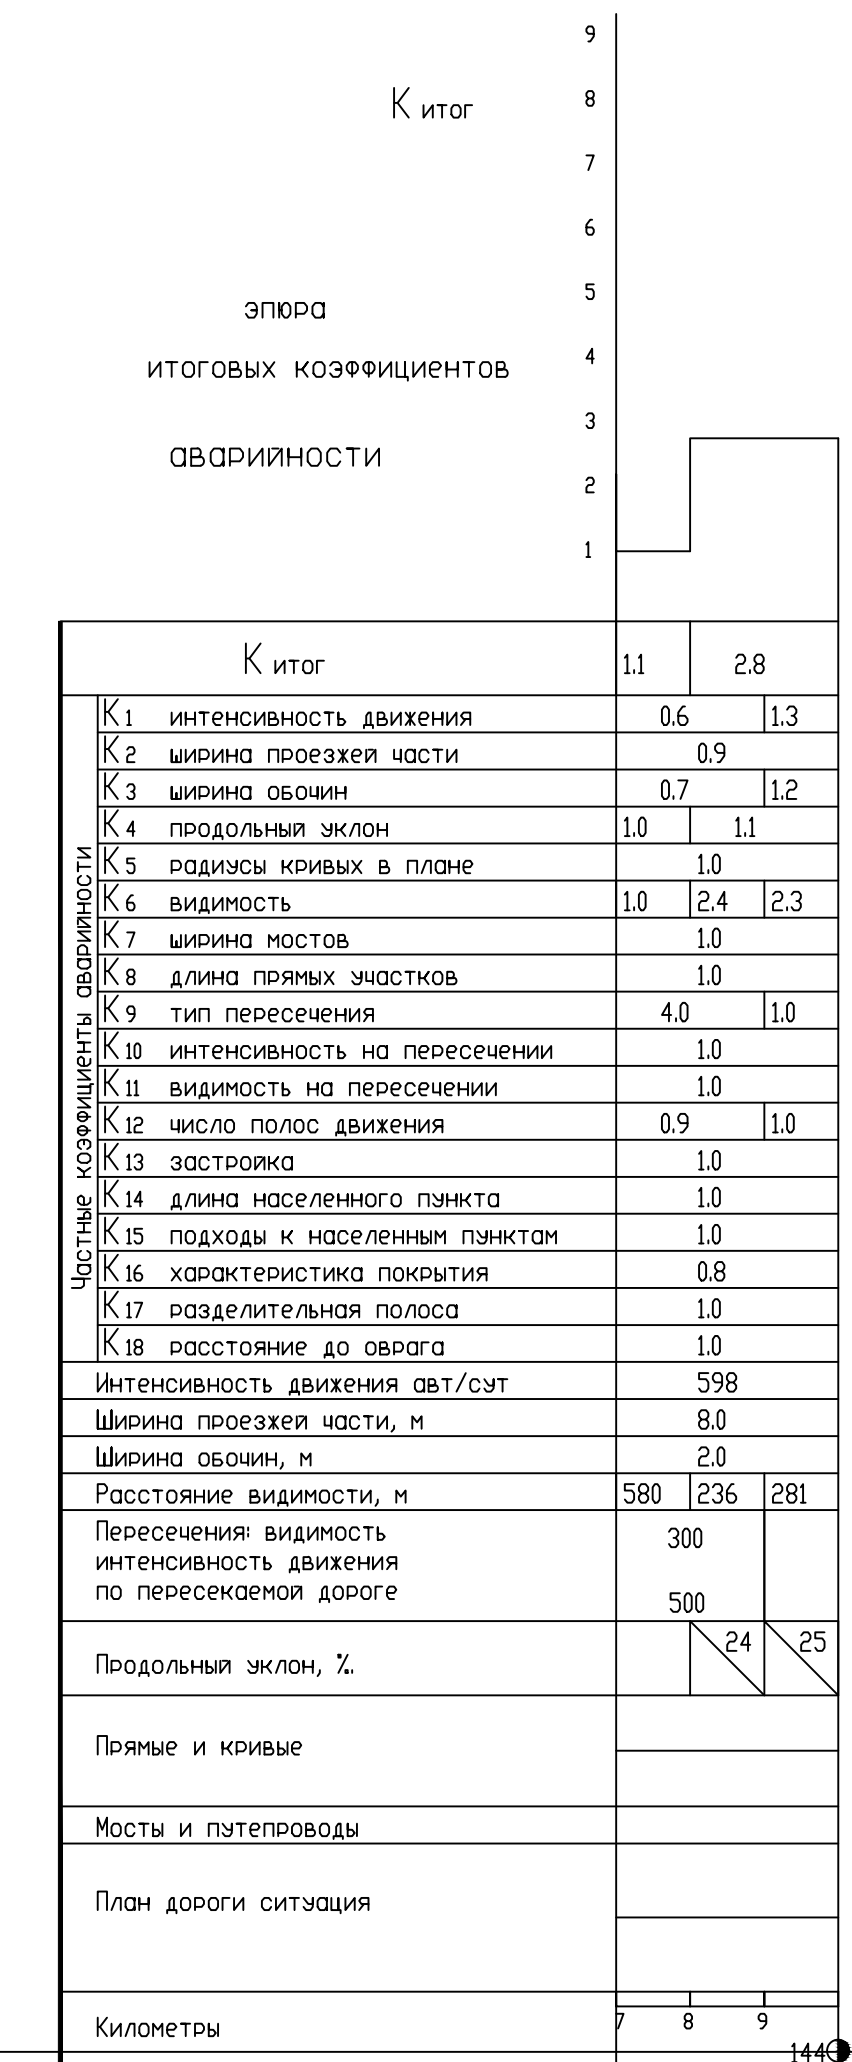 9
К итог 8
7
6
5
эпюра
итоговых коэффициентов 4
3
аварийности
2
1
К итог 1.1 2.8
Частные коэффициенты аварийности
К1 интенсивность движения 0.6 1.3
К2 ширина проезжей части 0.9
К3 ширина обочин 0.7 1.2
К4 продольный уклон 1.0 1.1
К5 радиусы кривых в плане 1.0
К6 видимость 1.0 2.4 2.3
К7 ширина мостов 1.0
К8 длина прямых участков 1.0
К9 тип пересечения 4.0 1.0
К10 интенсивность на пересечении 1.0
К11 видимость на пересечении 1.0
К12 число полос движения 0.9 1.0
К13 застройка 1.0
К14 длина населенного пункта 1.0
К15 подходы к населенным пунктам 1.0
К16 характеристика покрытия 0.8
К17 разделительная полоса 1.0
К18 расстояние до оврага 1.0
Интенсивность движения авт/сут 598
Ширина проезжей части, м 8.0
Ширина обочин, м 2.0
Расстояние видимости, м 580 236 281
Пересечения: видимость 300
интенсивность движения
по пересекаемой дороге 500
Продольный уклон, ‰ 24 25
Прямые и кривые
Мосты и путепроводы
План дороги ситуация
Километры 7 8 9
144